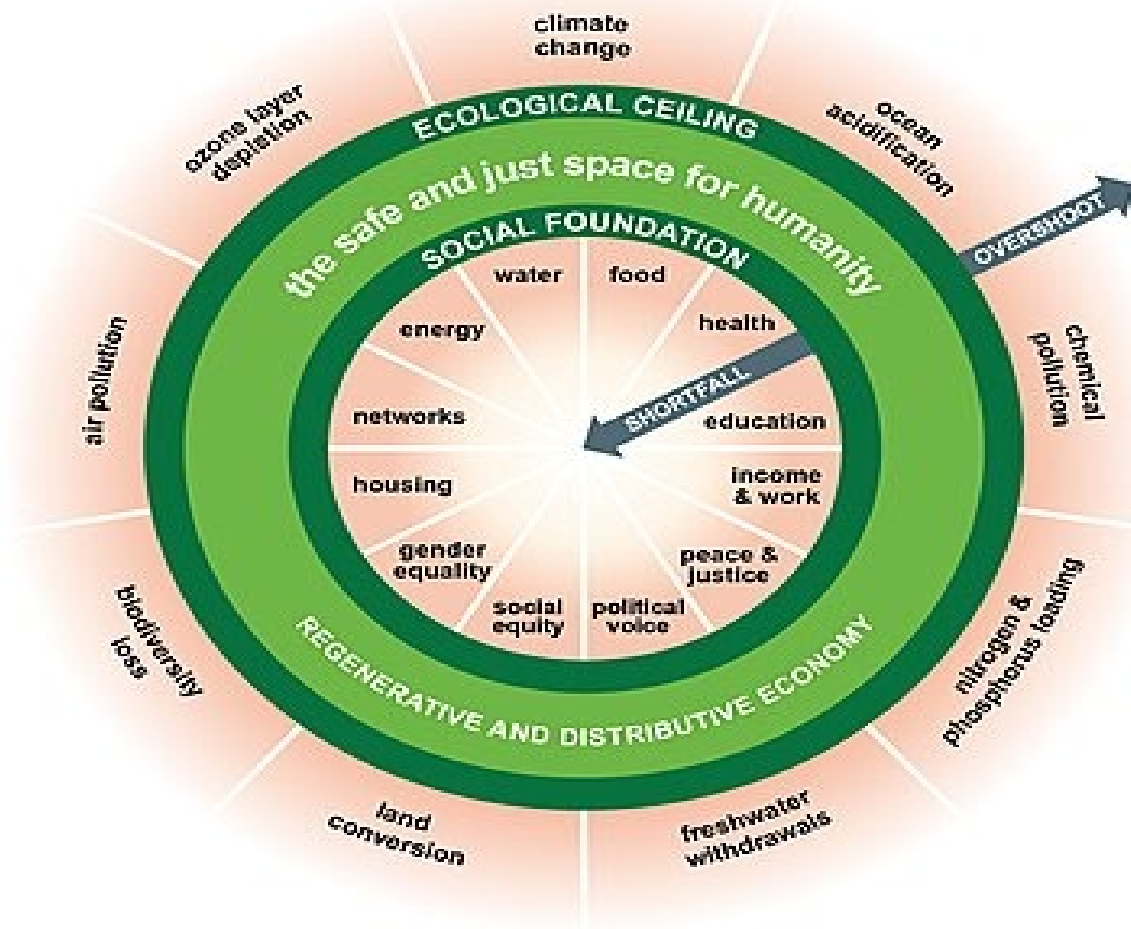 climate
change
ozone layer
depletion
ocean
acidification
ECOLOGICAL CEILING
the safe and just space for humanity
SOCIAL FOUNDATION
OVERSHOOT
water
food
energy
health
SHORTFALL
networks
education
housing
income
& work
gender
equality
peace &
justice
social
equity
political
voice
air pollution
chemical
pollution
biodiversity
loss
nitrogen &
phosphorus loading
REGENERATIVE AND DISTRIBUTIVE ECONOMY
land
conversion
freshwater
withdrawals